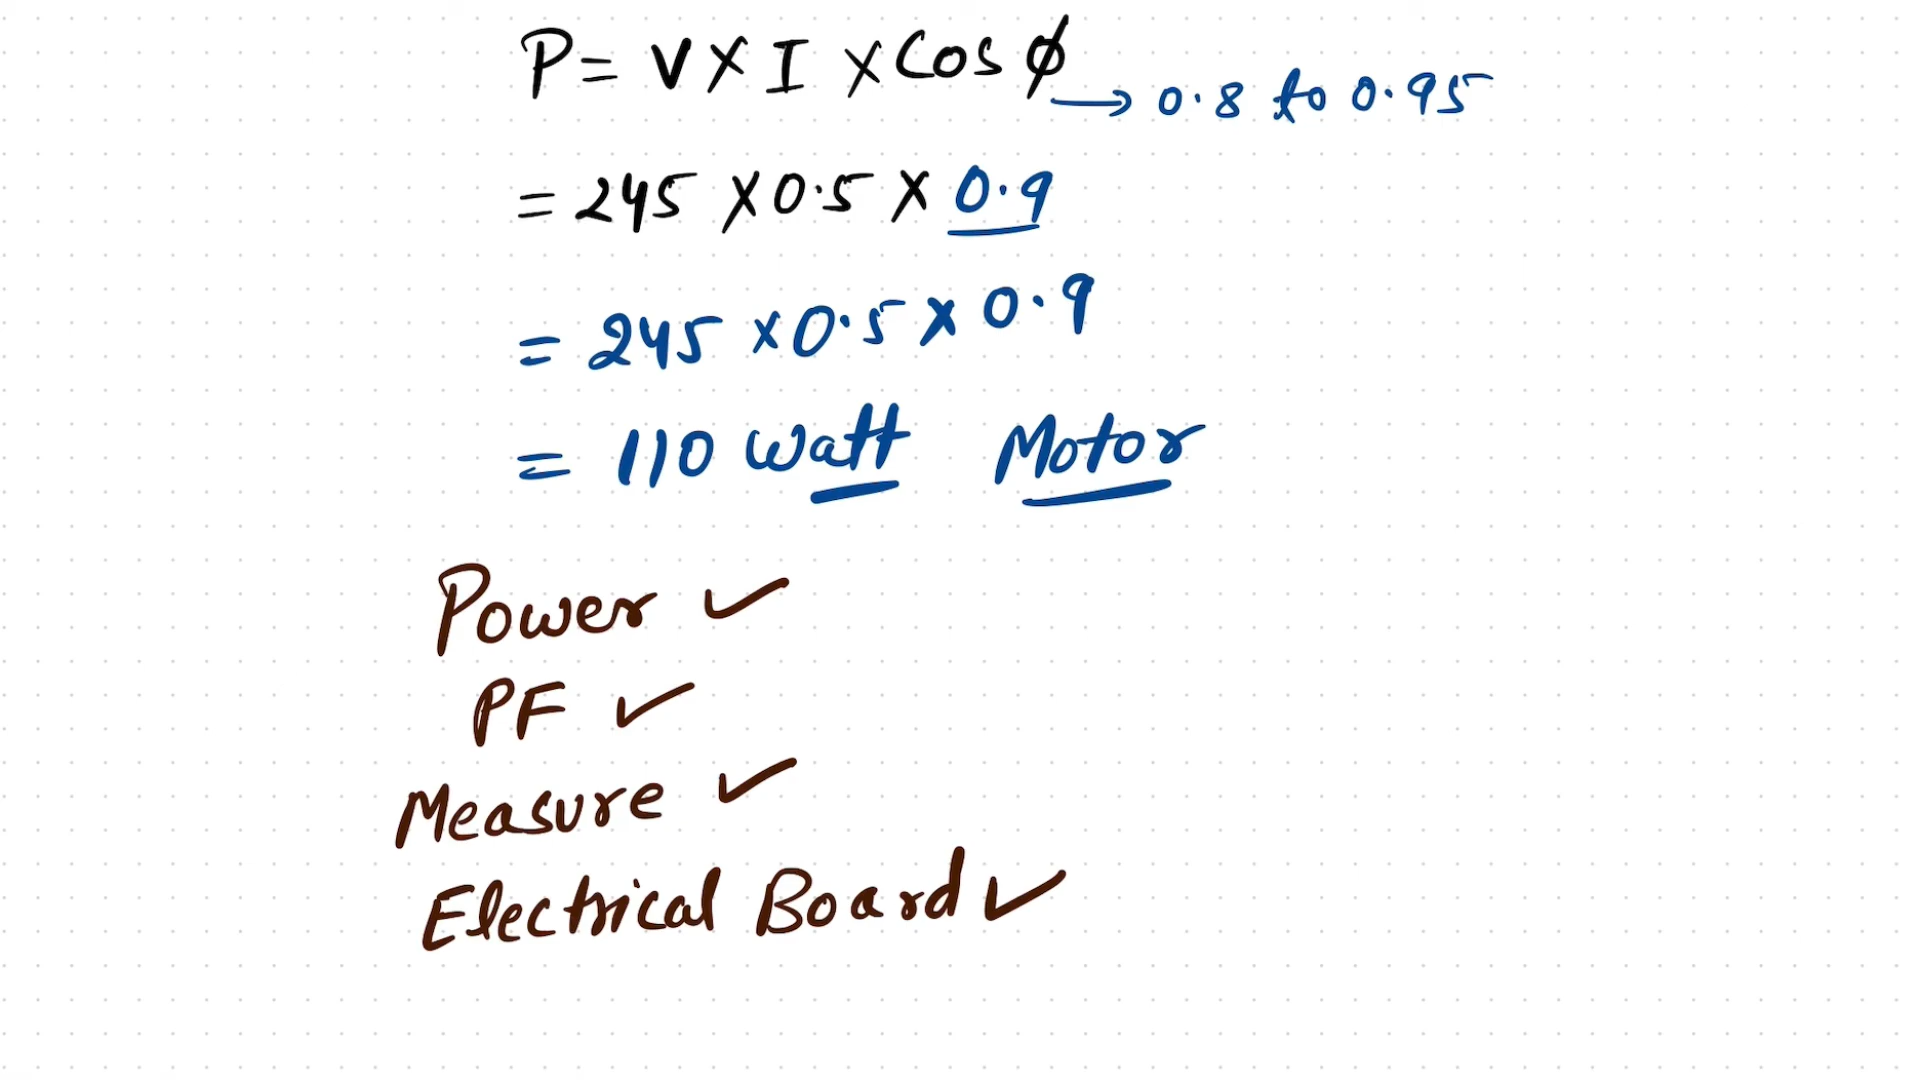 P = V X I X Cos ϕ → 0.8 to 0.95
= 245 X 0.5 X 0.9
= 245 X 0.5 X 0.9
= 110 Watt Motor
Power ✓
PF ✓
Measure ✓
Electrical Board ✓